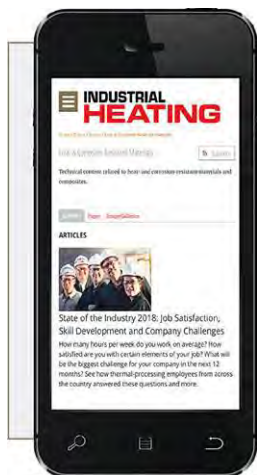 INDUSTRIAL
HEATING
Technical content related to heat- and corrosion-resistant materials and
composites.
ARTICLES
State of the Industry 2018: Job Satisfaction,
Skill Development and Company Challenges
How many hours per week do you work on average? How
satisfied are you with certain elements of your job? What will
be the biggest challenge for your company in the next 12
months? See how thermal-processing employees from across
the country answered these questions and more.